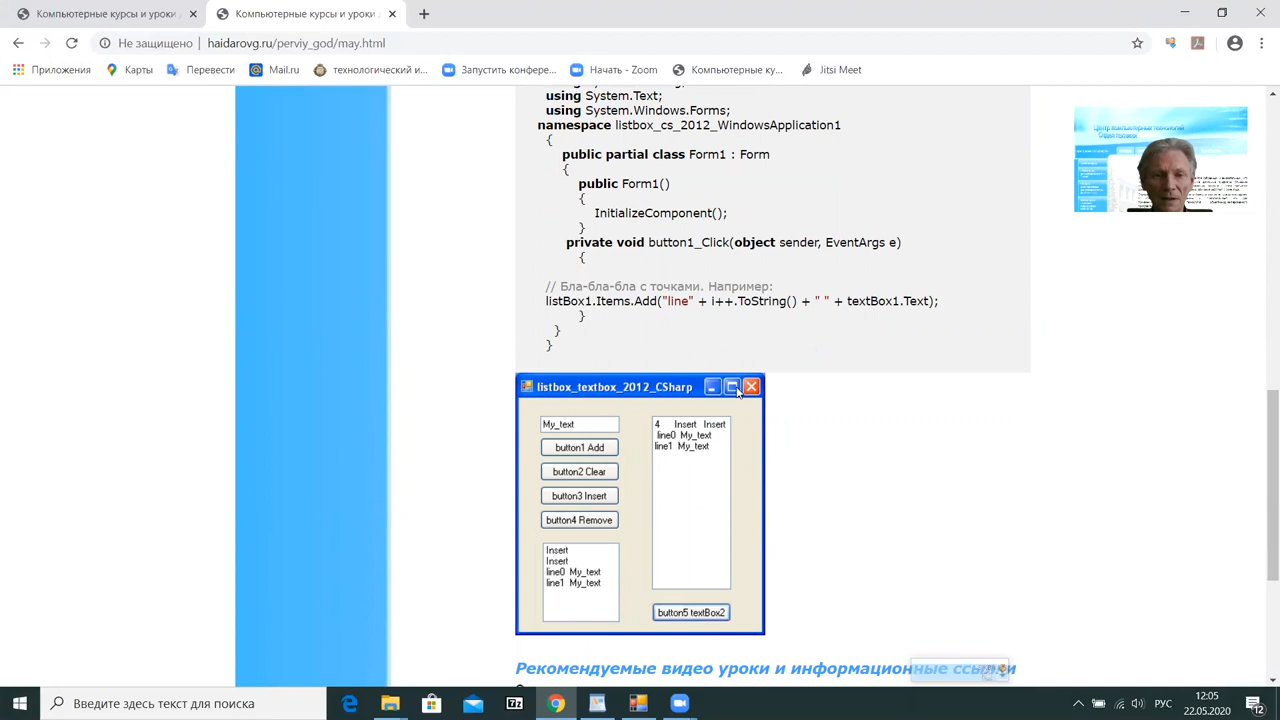 Компьютерные курсы и уроки
Компьютерные курсы и уроки
Не защищено
haidarovg.ru/perviy_god/may.html
Приложения
Карты
Перевести
Mail.ru
технологический и...
Запустить конфере...
Начать - Zoom
Компьютерные ку...
Jitsi Meet
using System.Text;
using System.Windows.Forms;
namespace listbox_cs_2012_WindowsApplication1
{
public partial class Form1 : Form
{
public Form1()
{
InitializeComponent();
}
private void button1_Click(object sender, EventArgs e)
{
// Бла-бла-бла с точками. Например:
listBox1.Items.Add("line" + i++.ToString() + " " + textBox1.Text);
}
}
}
listbox_textbox_2012_CSharp
My_text
button1 Add
button2 Clear
button3 Insert
button4 Remove
Insert
Insert
line0 My_text
line1 My_text
4 Insert Insert
line0 My_text
line1 My_text
button5 textBox2
Рекомендуемые видео уроки и информационные ссылки
Введите здесь текст для поиска
7z
РУС
12:05
22.05.2020
12